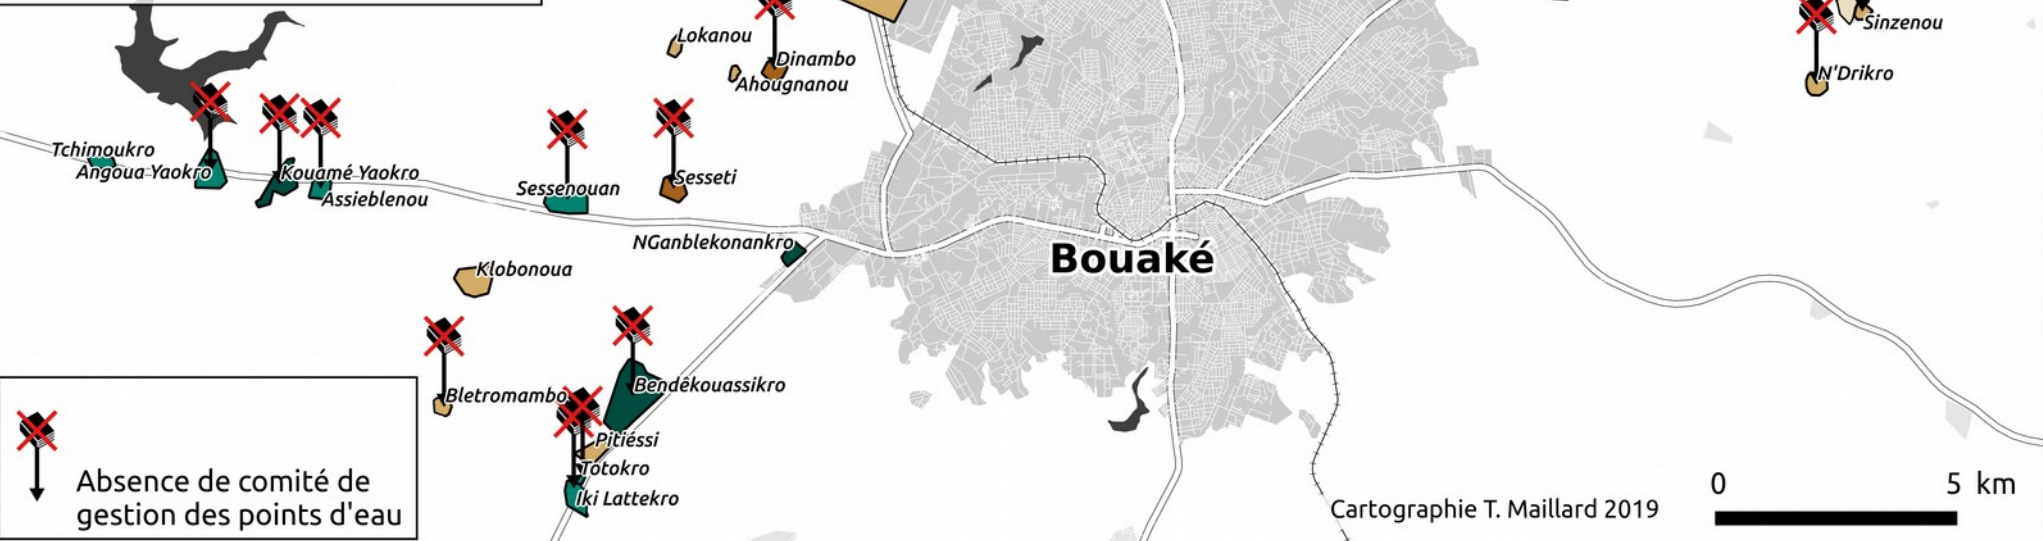 Lokanou
Dinambo
Ahougnanou
Sinzenou
N'Drikro
Tchimoukro
Angoua Yaokro
Kouamé Yaokro
Assieblenou
Sessenouan
Sesseti
NGanblekonankro
Bouaké
Klobonoua
Bletromambo
Bendêkouassikro
Pitiéssi
Totokro
Iki Lattekro
Absence de comité de
gestion des points d'eau
Cartographie T. Maillard 2019
0 5 km